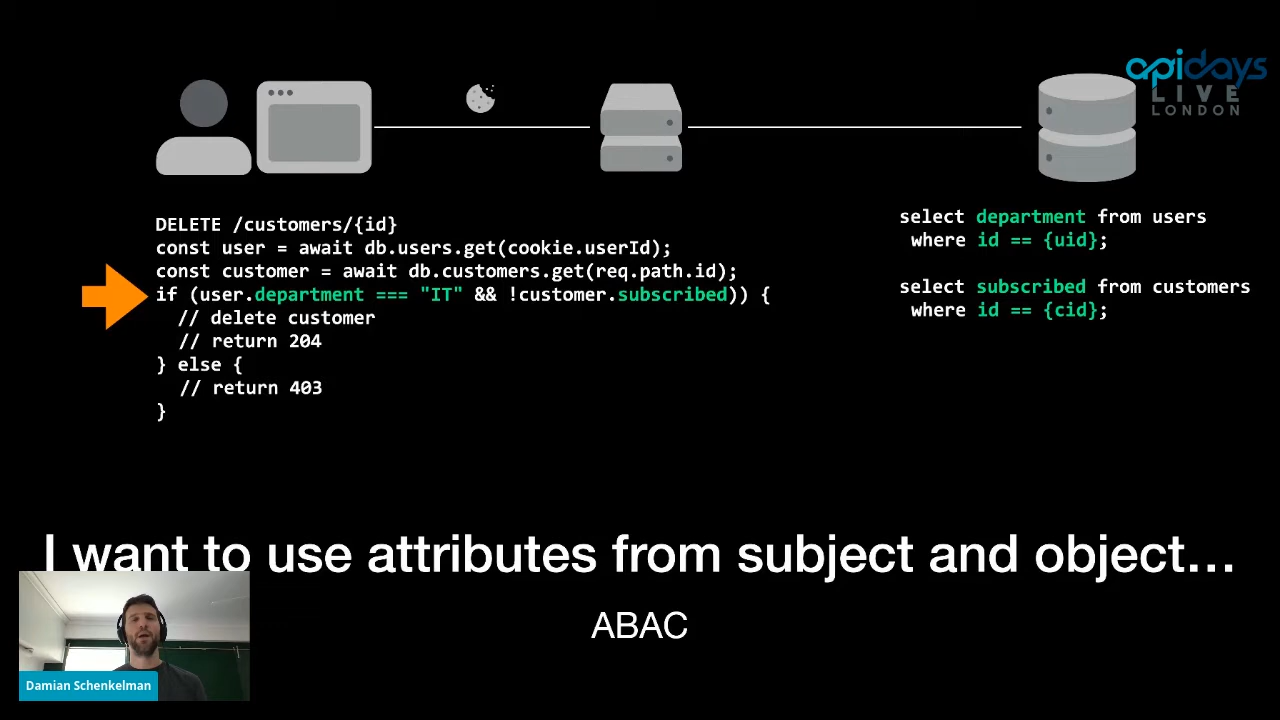 apidays
LIVE
LONDON
DELETE /customers/{id}
const user = await db.users.get(cookie.userId);
const customer = await db.customers.get(req.path.id);
if (user.department === "IT" && !customer.subscribed)) {
// delete customer
// return 204
} else {
// return 403
}
select department from users
where id == {uid};
select subscribed from customers
where id == {cid};
I want to use attributes from subject and object…
ABAC
Damian Schenkelman